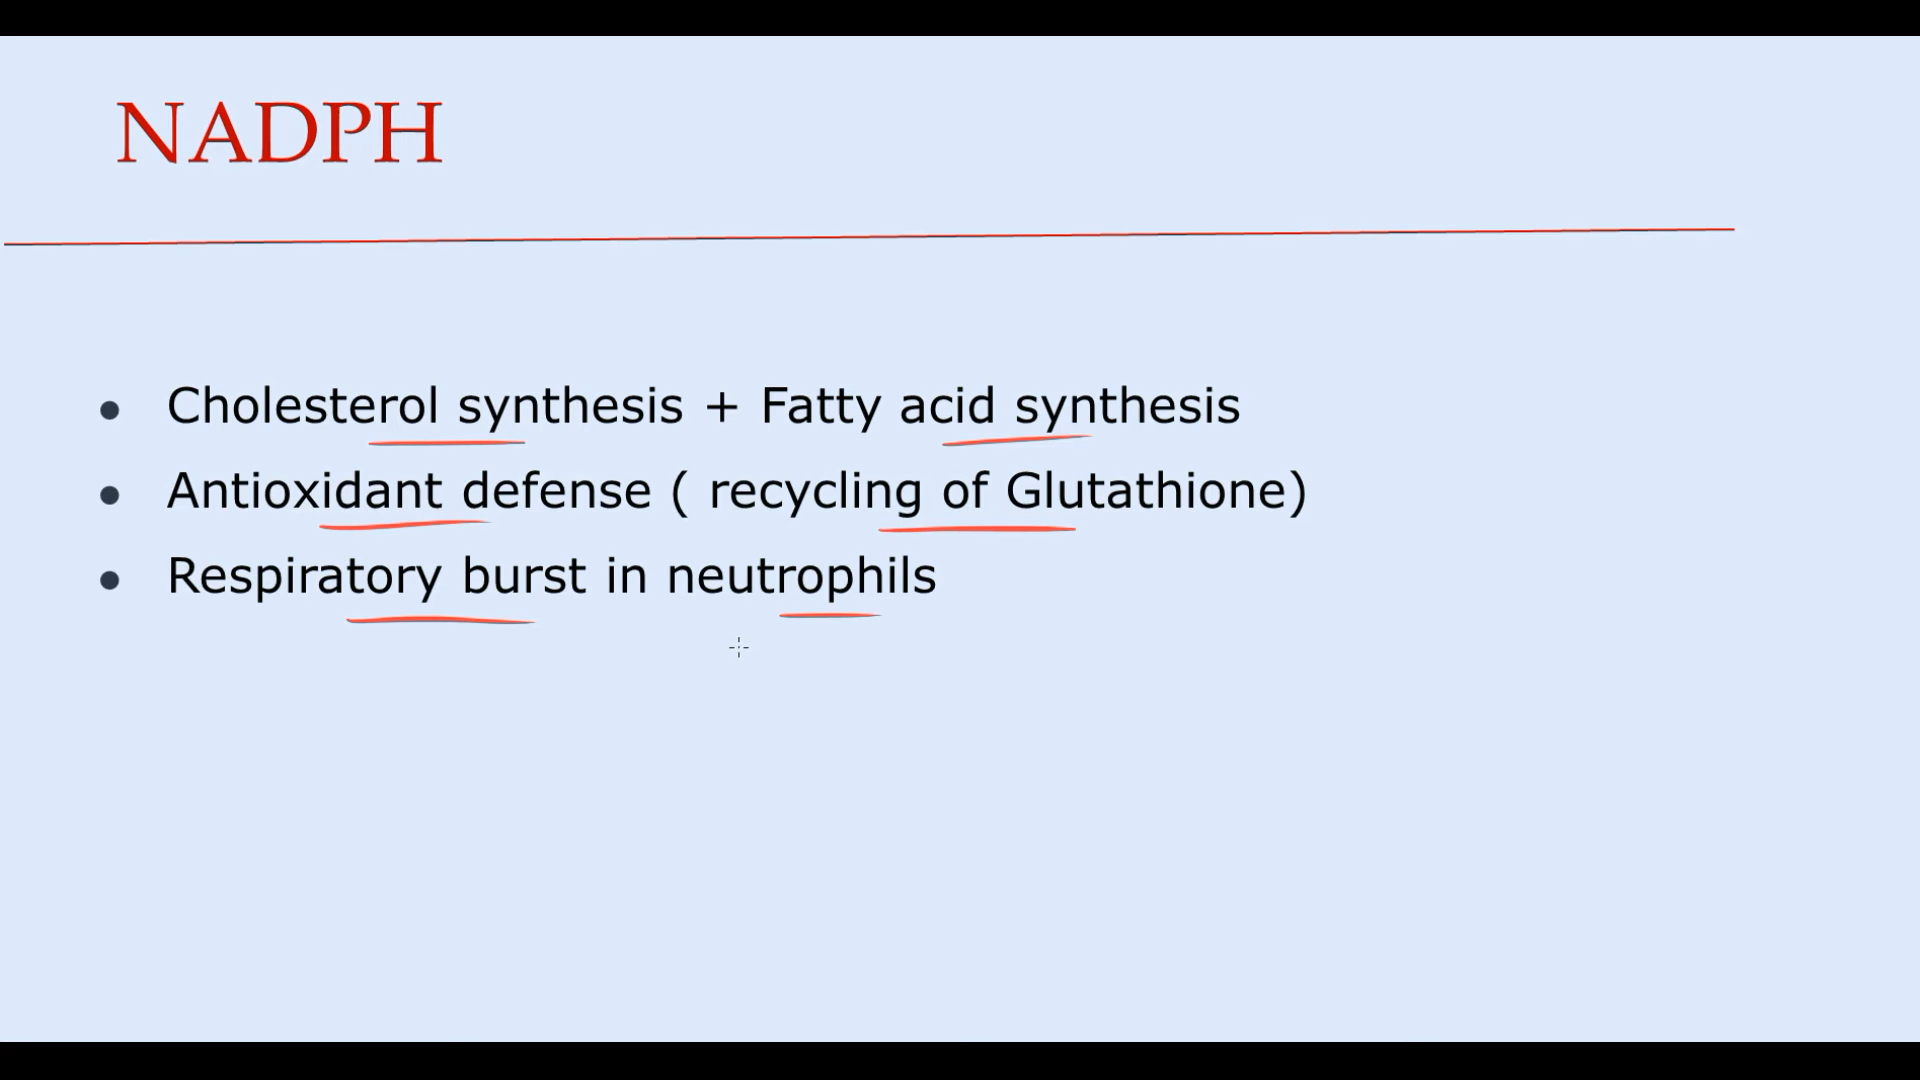 NADPH
• Cholesterol synthesis + Fatty acid synthesis
• Antioxidant defense ( recycling of Glutathione)
• Respiratory burst in neutrophils